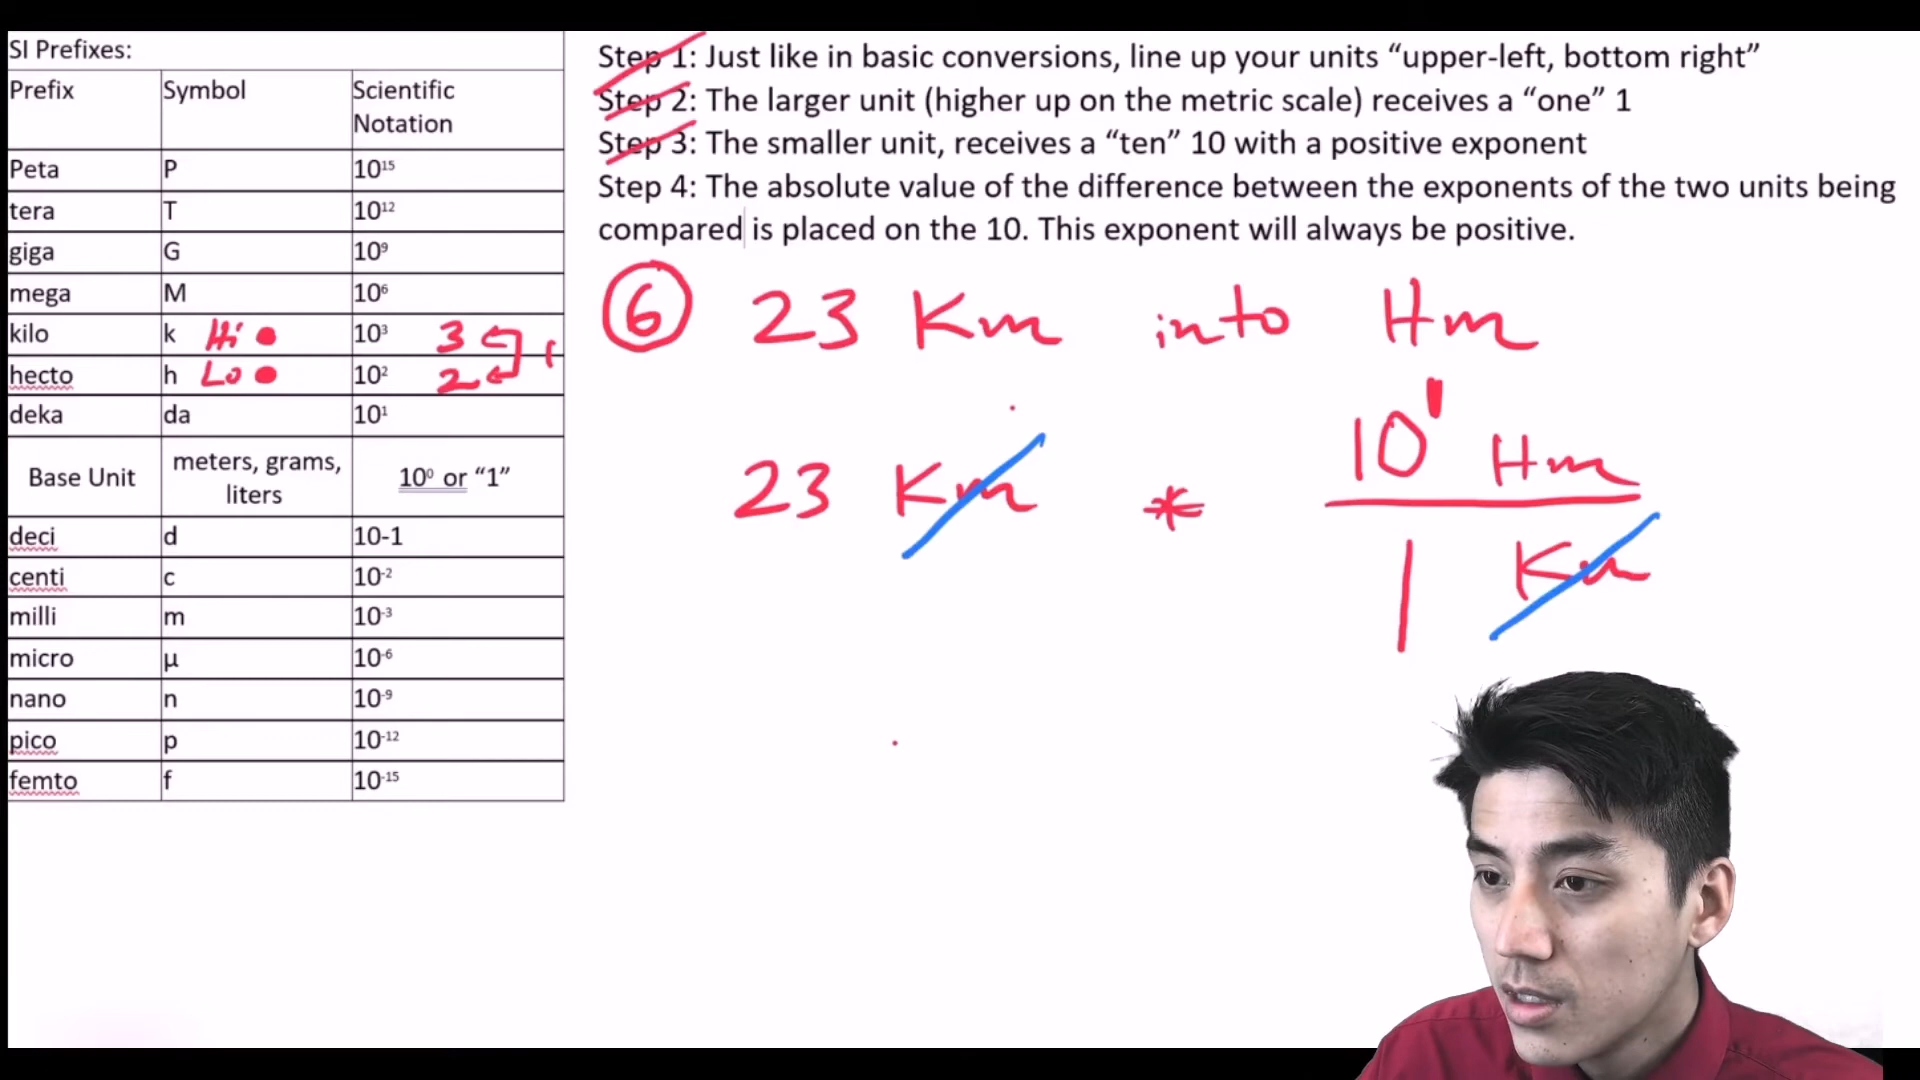 SI Prefixes:
Prefix Symbol Scientific Notation
Peta P 10¹⁵
tera T 10¹²
giga G 10⁹
mega M 10⁶
kilo k Hi 10³ 3
hecto h Lo 10² 2 1
deka da 10¹
Base Unit meters, grams, liters 10⁰ or “1”
deci d 10-1
centi c 10⁻²
milli m 10⁻³
micro µ 10⁻⁶
nano n 10⁻⁹
pico p 10⁻¹²
femto f 10⁻¹⁵
Step 1: Just like in basic conversions, line up your units “upper-left, bottom right”
Step 2: The larger unit (higher up on the metric scale) receives a “one” 1
Step 3: The smaller unit, receives a “ten” 10 with a positive exponent
Step 4: The absolute value of the difference between the exponents of the two units being
compared is placed on the 10. This exponent will always be positive.
6 23 Km into Hm
23 Km * 10¹ Hm
1 Km